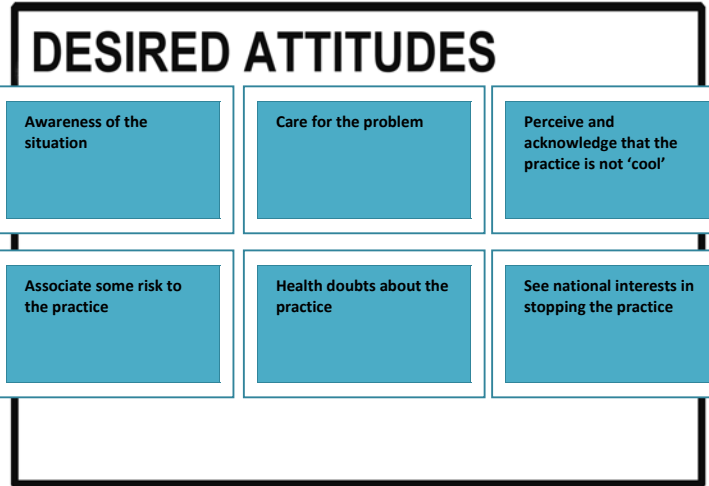 DESIRED ATTITUDES
Awareness of the
situation
Care for the problem
Perceive and
acknowledge that the
practice is not ‘cool’
Associate some risk to
the practice
Health doubts about the
practice
See national interests in
stopping the practice